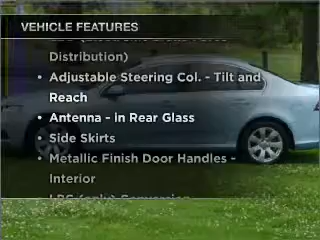 VEHICLE FEATURES
Distribution)
• Adjustable Steering Col. - Tilt and
Reach
• Antenna - in Rear Glass
Side Skirts
• Metallic Finish Door Handles -
Interior